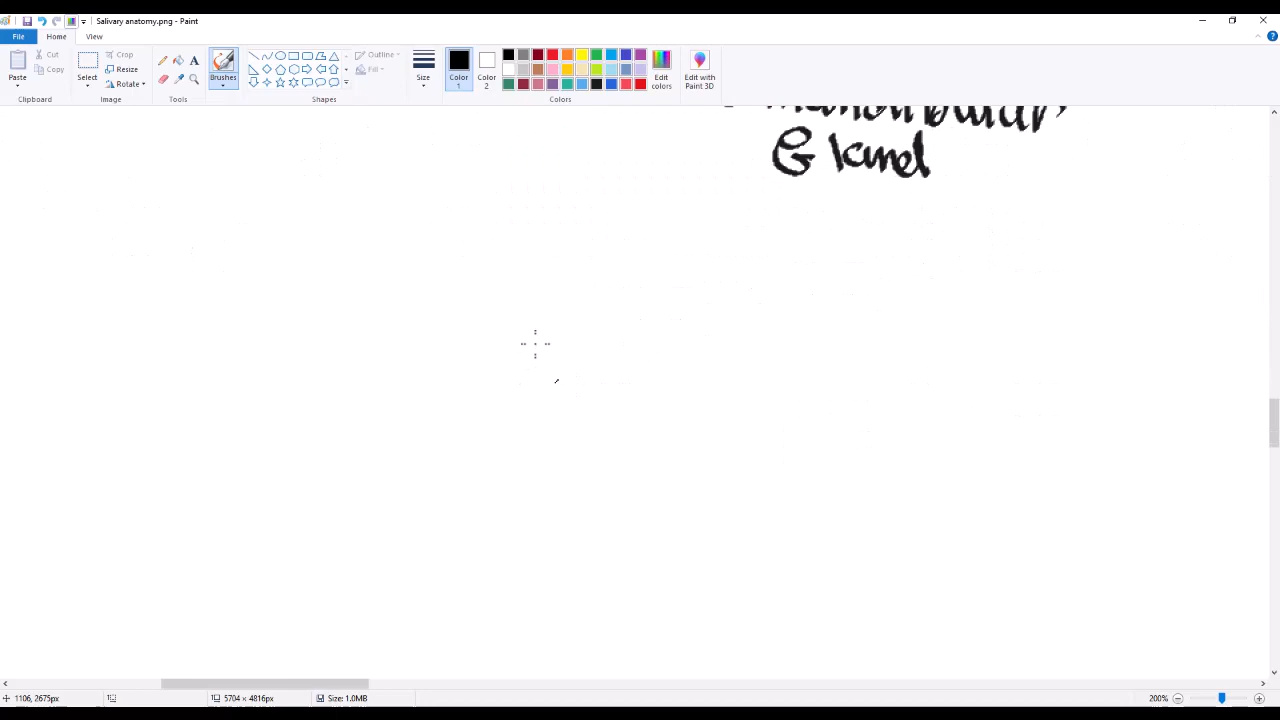 Salivary anatomy.png - Paint
File Home View
Paste Cut Copy Select Crop Resize Rotate Brushes Outline Fill Size Color 1 Color 2 Edit colors Edit with Paint 3D
Clipboard Image Tools Shapes Colors
Gland
1106, 2675px 5704 × 4816px Size: 1.0MB 200%